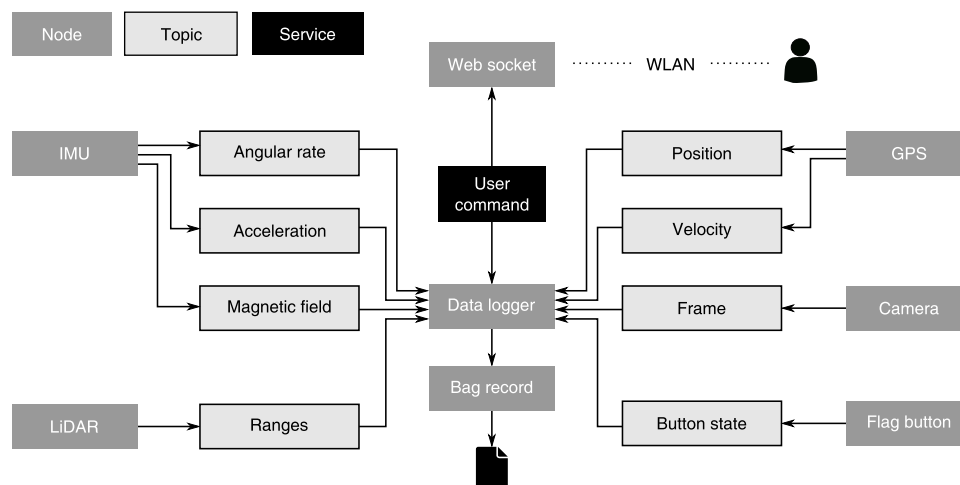 Node
Topic
Service
Web socket
WLAN
IMU
Angular rate
Position
GPS
User
command
Acceleration
Velocity
Magnetic field
Data logger
Frame
Camera
Bag record
LiDAR
Ranges
Button state
Flag button